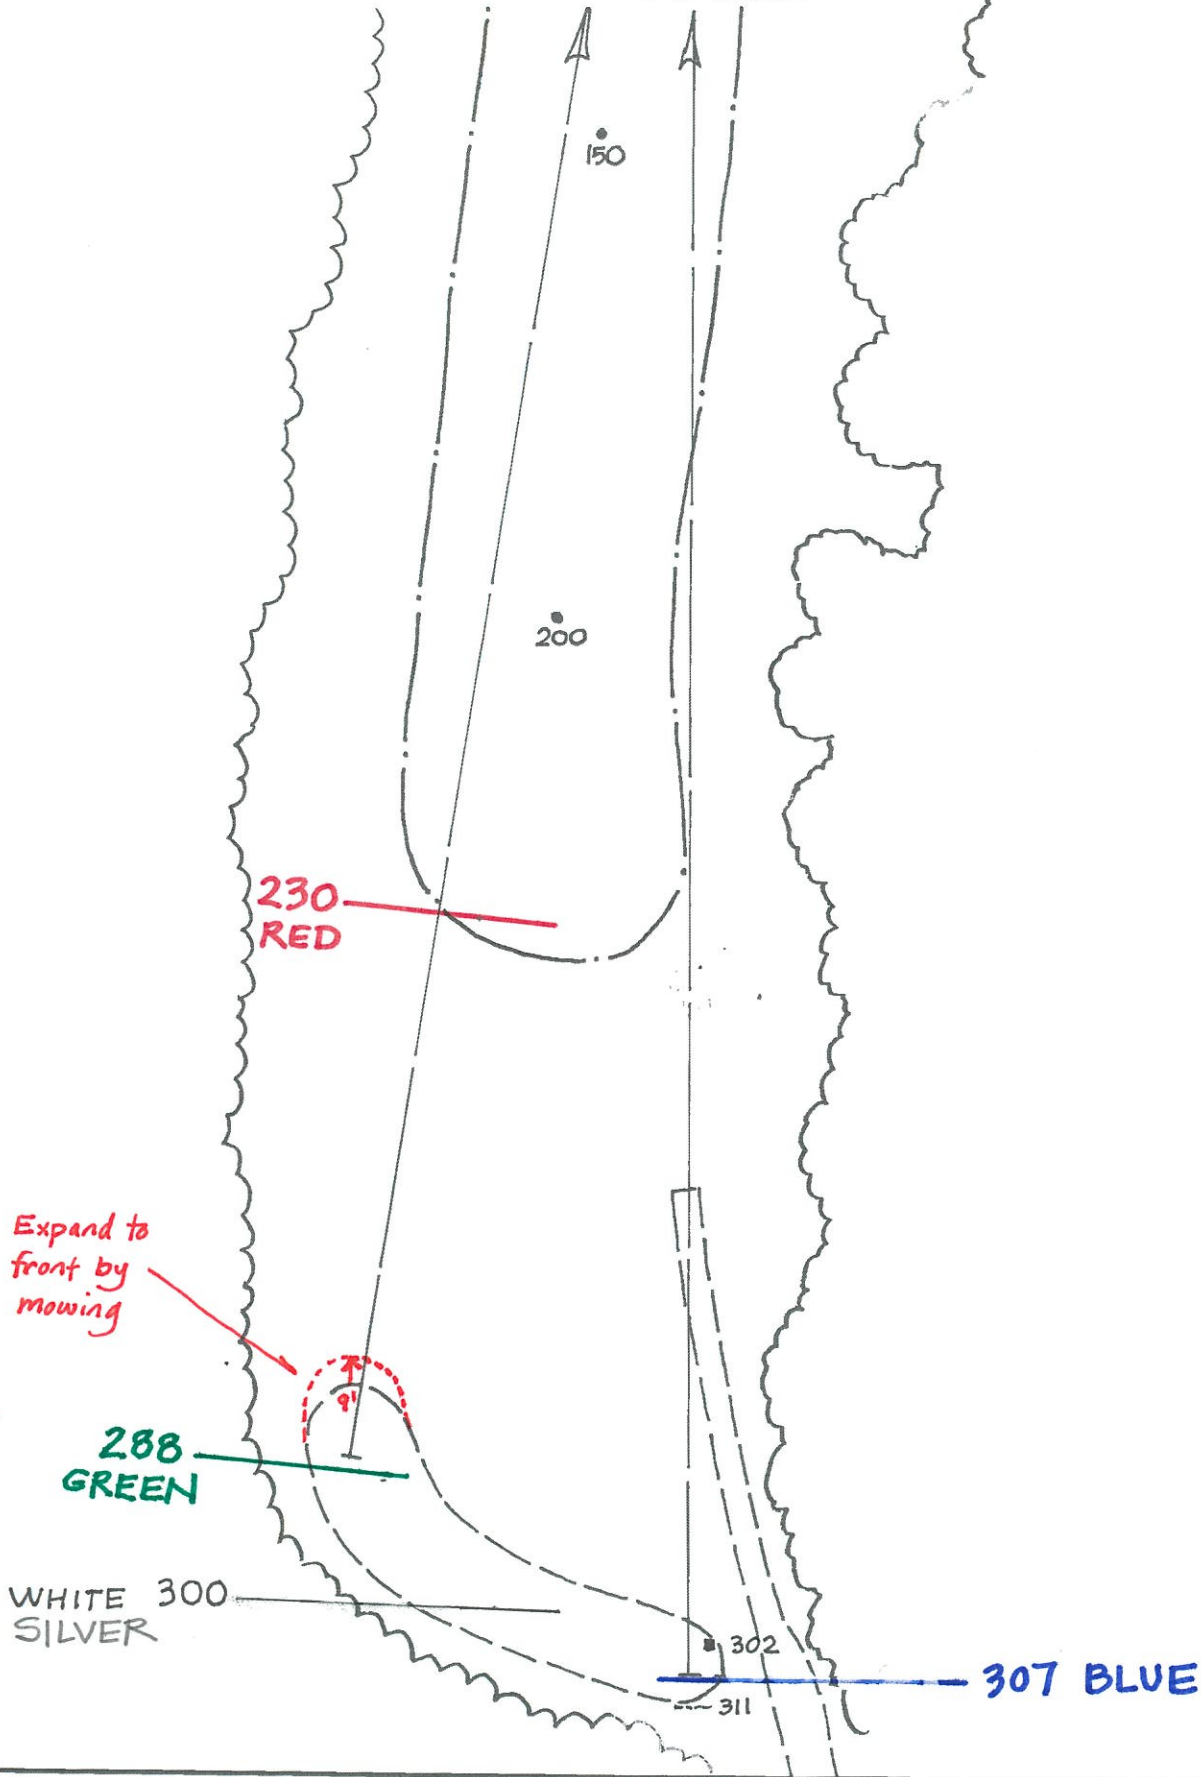 150
200
230
RED
Expand to
front by
mowing
9'
288
GREEN
WHITE 300
SILVER
302
307 BLUE
311